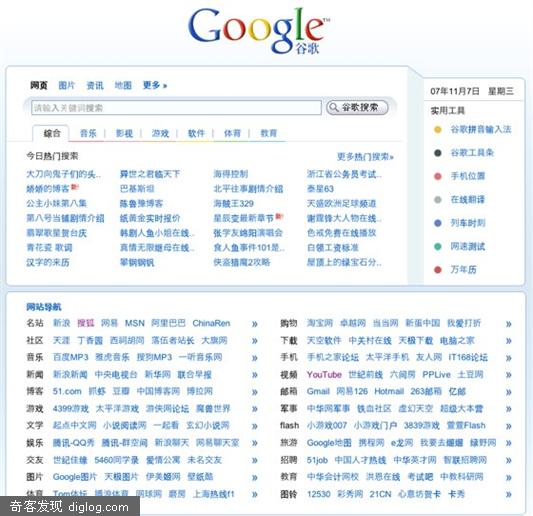 Google™
谷歌
网页 图片 资讯 地图 更多 »
请输入关键词搜索 谷歌搜索
综合 音乐 影视 游戏 软件 体育 教育
今日热门搜索 更多热门搜索»
大刀向鬼子们的头.. 异世之君临天下 海得控制 浙江省公务员考试..
娇娇的博客 巴基斯坦 北平往事剧情介绍 泰星63
公主小妹第八集 陈鲁豫博客 海贼王329 天盛欧洲足球频道
第八号当铺剧情介绍 纸黄金实时报价 星辰变最新章节 谢霆锋大人物在线..
翡翠歌星贺台庆 韩剧人鱼小姐在线.. 张学友绵阳演唱会 色戒免费在线播放
青花瓷 歌词 真情无限继母在线.. 食人鱼事件101是.. 白领工资标准
汉字的来历 攀钢钢钒 侠盗猎魔2攻略 屋顶上的绿宝石分..
07年11月7日 星期三
实用工具
谷歌拼音输入法
谷歌工具条
手机位置
在线翻译
列车时刻
网速测试
万年历
网站导航
名站 新浪 搜狐 网易 MSN 阿里巴巴 ChinaRen » 购物 淘宝网 卓越网 当当网 新蛋中国 我爱打折 »
社区 天涯 丁香园 西祠胡同 落伍者站长 大旗网 » 下载 天空软件 中关村在线 天极下载 电脑之家 »
音乐 百度MP3 雅虎音乐 搜狗MP3 一听音乐网 » 手机 手机之家论坛 太平洋手机 友人网 IT168论坛 »
新闻 新浪新闻 中央电视台 新华网 联合早报 » 视频 YouTube 世纪前线 六间房 PPLive 土豆网 »
博客 51.com 抓虾 豆瓣 中国博客网 博拉网 » 邮箱 Gmail 网易126 Hotmail 263邮箱 亿邮 »
游戏 4399游戏 太平洋游戏 游侠网论坛 魔兽世界 » 军事 中华网军事 铁血社区 虚幻天空 超级大本营 »
文学 起点中文网 小说阅读网 一起看 玄幻小说网 » flash 小游戏007 小游戏门户 3839游戏 萱萱Flash »
娱乐 腾讯-QQ秀 腾讯-群空间 新浪聊天 网易聊天室 » 旅游 Google地图 携程网 e龙网 我要去绷绷 绿野网 »
交友 世纪佳缘 5460同学录 爱情公寓 未名交友 » 招聘 51job 中国人才热线 中华英才网 智联招聘网 »
图片 Google图片 天极图片 伊美姬网 壁纸酷 » 教育 中华会计网校 洪恩在线 考试吧 中教科研网 »
体育 Tom体坛 搏浪体育 网球网 磨房 上海热线f1 » 图铃 12530 彩秀网 21CN 心意坊贺卡 卡秀 »
奇客发现 diglog.com